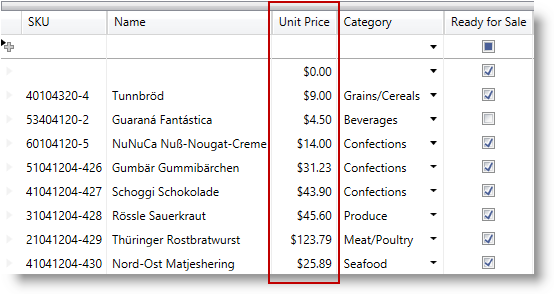 SKU Name Unit Price Category Ready for Sale
$0.00
40104320-4 Tunnbröd $9.00 Grains/Cereals
53404120-2 Guaraná Fantástica $4.50 Beverages
60104120-5 NuNuCa Nuß-Nougat-Creme $14.00 Confections
51041204-426 Gumbär Gummibärchen $31.23 Confections
41041204-427 Schoggi Schokolade $43.90 Confections
31041204-428 Rössle Sauerkraut $45.60 Produce
21041204-429 Thüringer Rostbratwurst $123.79 Meat/Poultry
41041204-430 Nord-Ost Matjeshering $25.89 Seafood